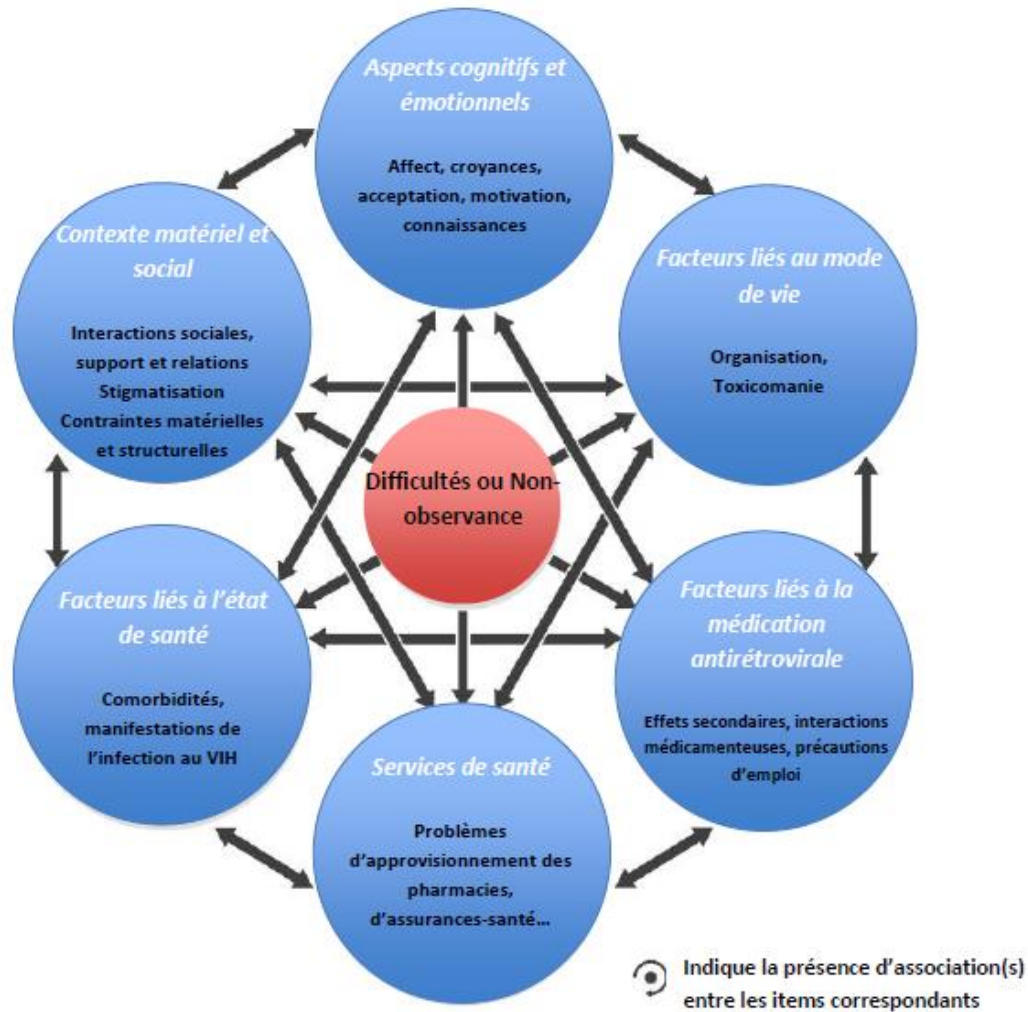 Aspects cognitifs et
émotionnels
Affect, croyances,
acceptation, motivation,
connaissances
Contexte matériel et
social
Interactions sociales,
support et relations
Stigmatisation
Contraintes matérielles
et structurelles
Facteurs liés au mode
de vie
Organisation,
Toxicomanie
Difficultés ou Non-
observance
Facteurs liés à l’état
de santé
Comorbidités,
manifestations de
l’infection au VIH
Facteurs liés à la
médication
antirétrovirale
Effets secondaires, interactions
médicamenteuses, précautions
d’emploi
Services de santé
Problèmes
d’approvisionnement des
pharmacies,
d’assurances-santé…
Indique la présence d’association(s)
entre les items correspondants